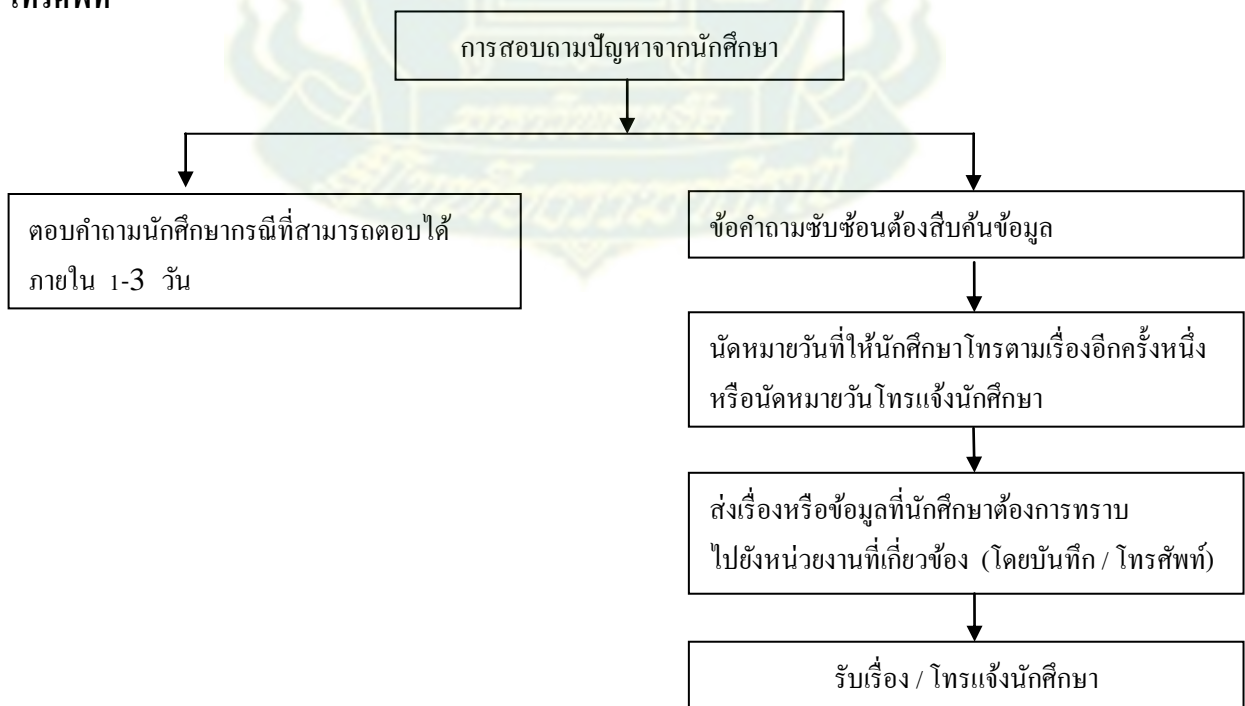 การสอบถามปัญหาจากนักศึกษา
ตอบคำถามนักศึกษากรณีที่สามารถตอบได้
ภายใน 1-3 วัน
ข้อคำถามซับซ้อนต้องสืบค้นข้อมูล
นัดหมายวันที่ให้นักศึกษาโทรตามเรื่องอีกครั้งหนึ่ง
หรือนัดหมายวันโทรแจ้งนักศึกษา
ส่งเรื่องหรือข้อมูลที่นักศึกษาต้องการทราบ
ไปยังหน่วยงานที่เกี่ยวข้อง (โดยบันทึก / โทรศัพท์)
รับเรื่อง / โทรแจ้งนักศึกษา